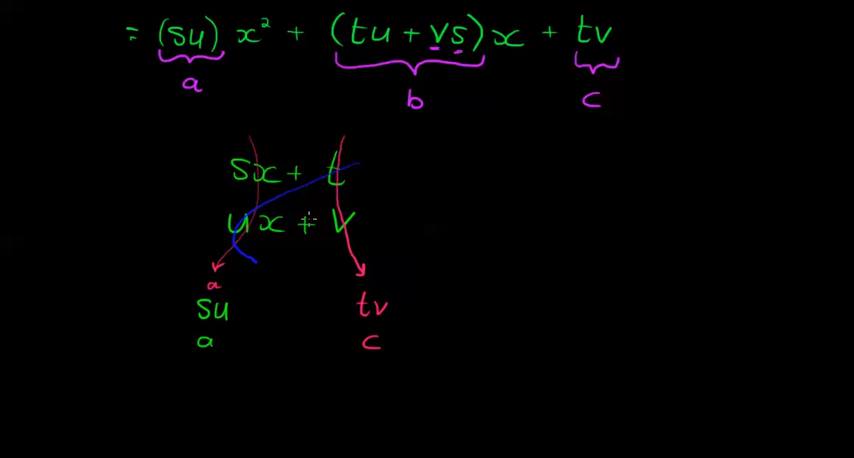 = (su) x² + (tu + vs) x + tv
a b c
sx + t
ux + v
a
su tv
a c